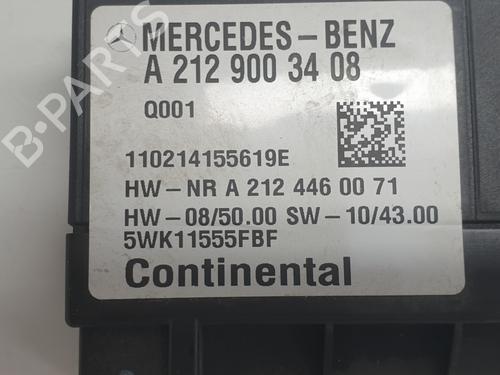 MERCEDES-BENZ
A 212 900 34 08
Q001
110214155619E
HW-NR A 212 446 00 71
HW-08/50.00 SW-10/43.00
5WK11555FBF
Continental